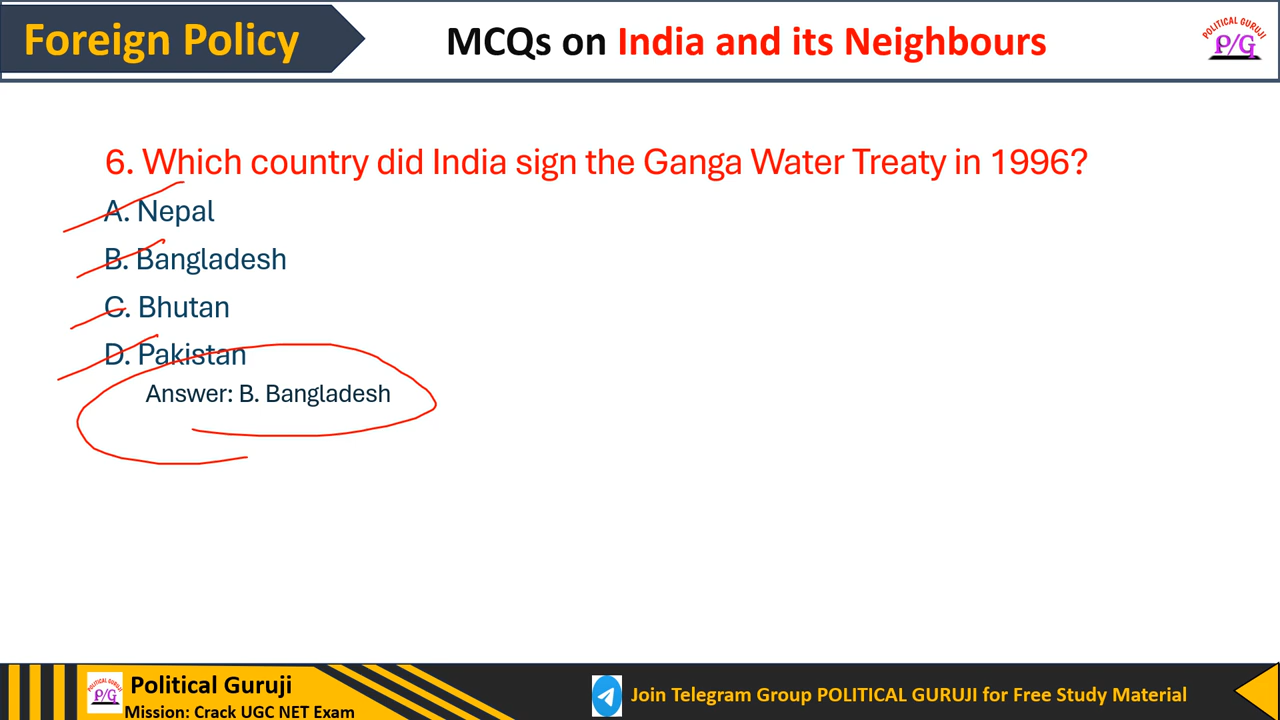 Foreign Policy
MCQs on India and its Neighbours
POLITICAL GURUJI
P/G
6. Which country did India sign the Ganga Water Treaty in 1996?
A. Nepal
B. Bangladesh
C. Bhutan
D. Pakistan
Answer: B. Bangladesh
POLITICAL GURUJI
P/G
Political Guruji
Mission: Crack UGC NET Exam
Join Telegram Group POLITICAL GURUJI for Free Study Material